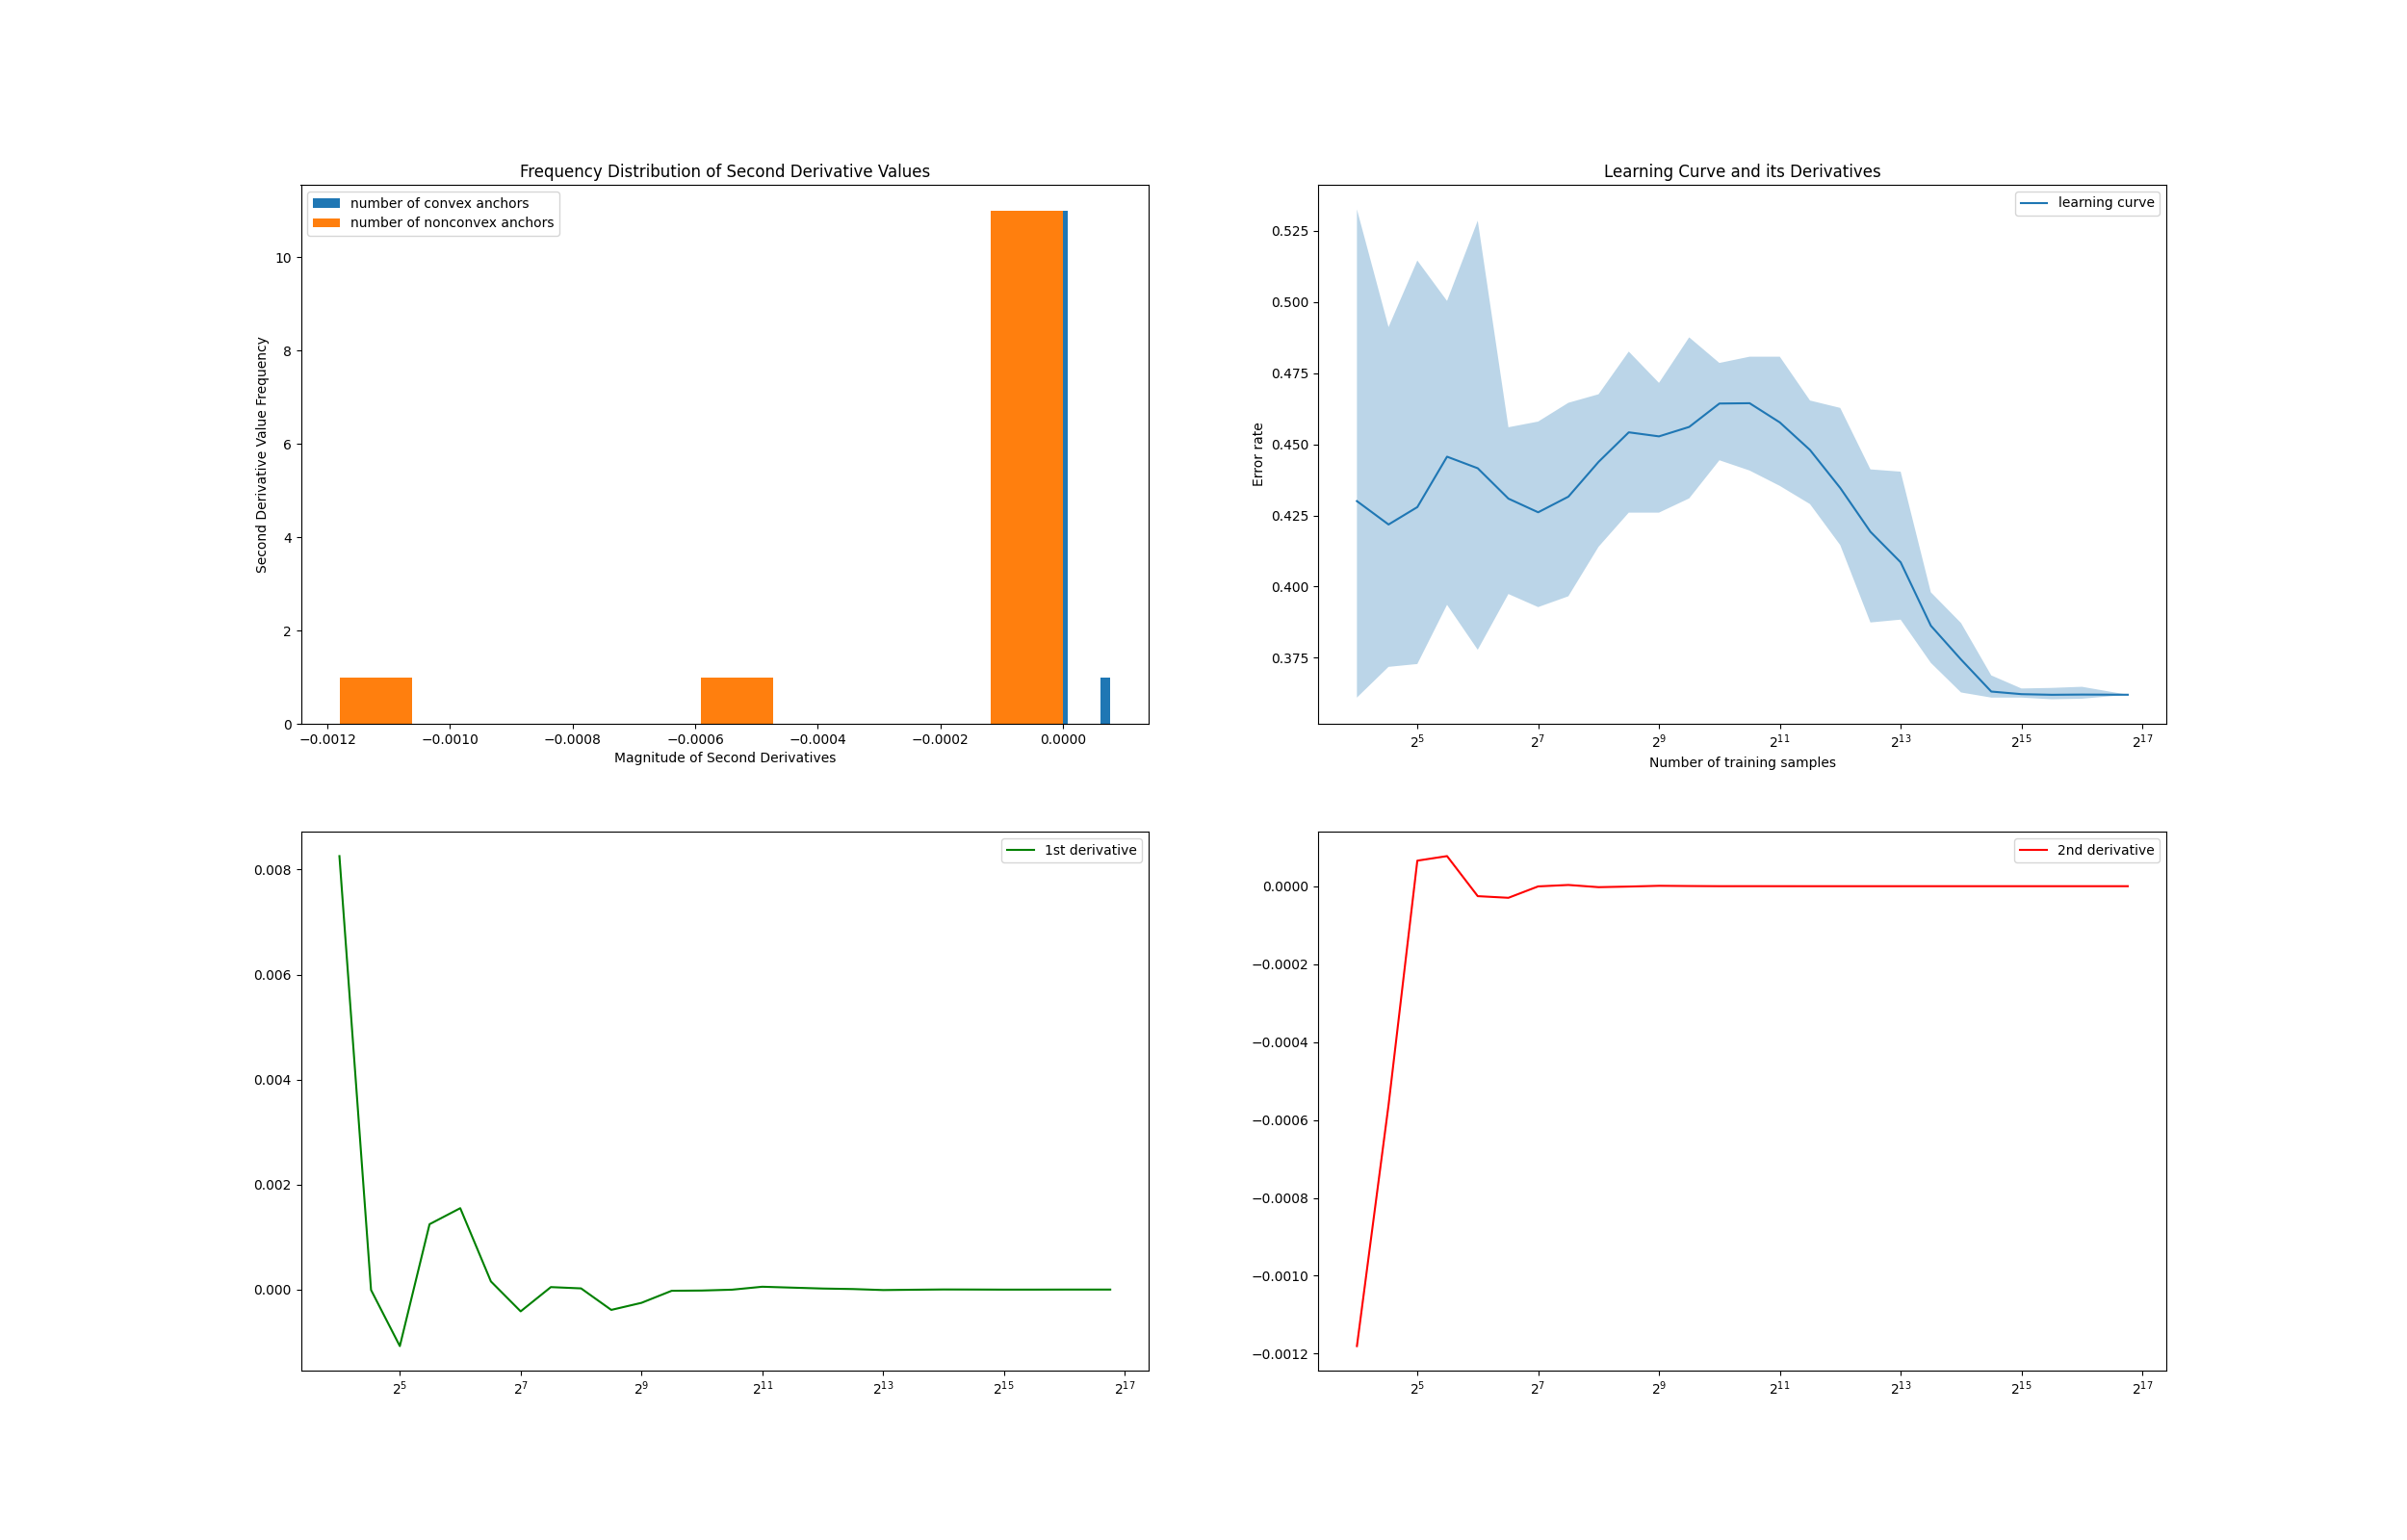 Frequency Distribution of Second Derivative Values
number of convex anchors
number of nonconvex anchors
Second Derivative Value Frequency
10
8
6
4
2
0
−0.0012 −0.0010 −0.0008 −0.0006 −0.0004 −0.0002 0.0000
Magnitude of Second Derivatives
Learning Curve and its Derivatives
learning curve
Error rate
0.525
0.500
0.475
0.450
0.425
0.400
0.375
2^5 2^7 2^9 2^11 2^13 2^15 2^17
Number of training samples
1st derivative
0.008
0.006
0.004
0.002
0.000
2^5 2^7 2^9 2^11 2^13 2^15 2^17
2nd derivative
0.0000
−0.0002
−0.0004
−0.0006
−0.0008
−0.0010
−0.0012
2^5 2^7 2^9 2^11 2^13 2^15 2^17